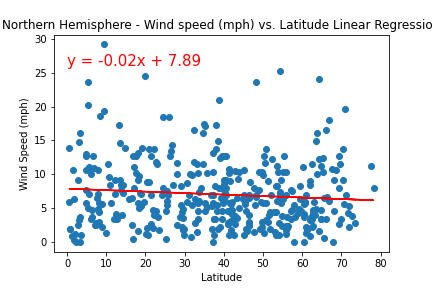 Northern Hemisphere - Wind speed (mph) vs. Latitude Linear Regressio
y = -0.02x + 7.89
30
25
20
15
10
5
0
Wind Speed (mph)
0 10 20 30 40 50 60 70 80
Latitude